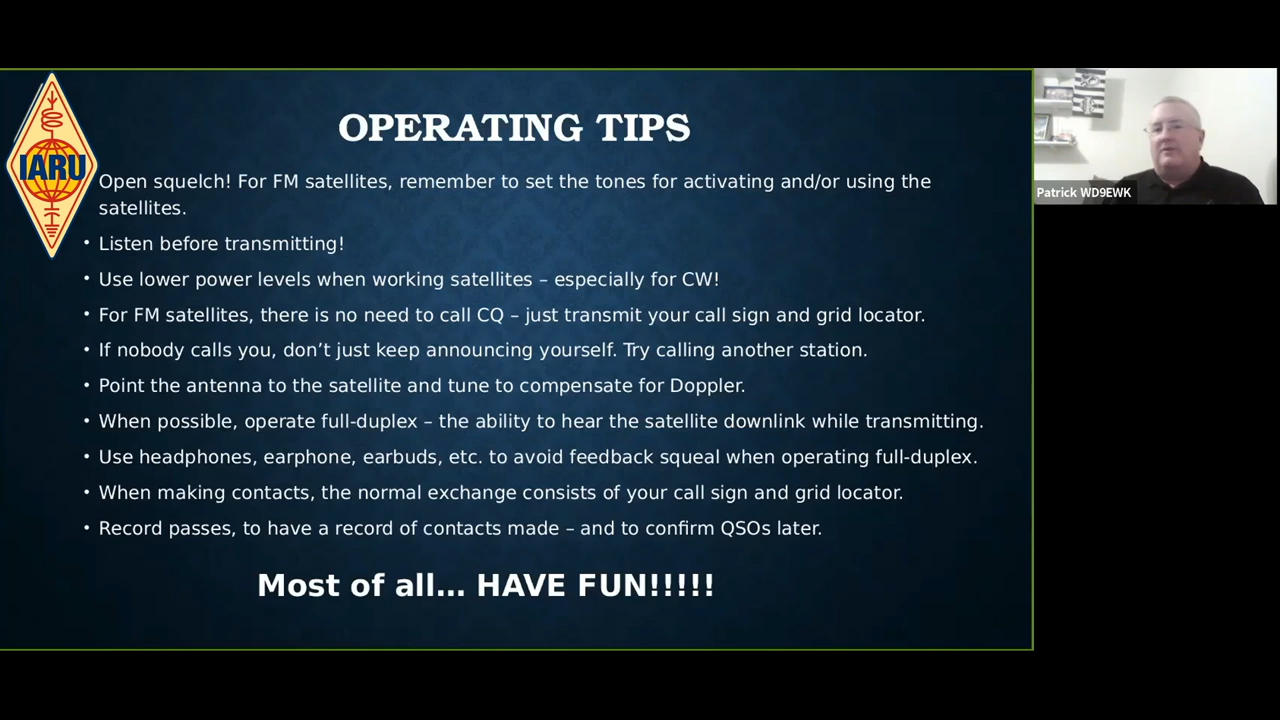 OPERATING TIPS
IARU
Open squelch! For FM satellites, remember to set the tones for activating and/or using the
satellites.
• Listen before transmitting!
• Use lower power levels when working satellites – especially for CW!
• For FM satellites, there is no need to call CQ – just transmit your call sign and grid locator.
• If nobody calls you, don’t just keep announcing yourself. Try calling another station.
• Point the antenna to the satellite and tune to compensate for Doppler.
• When possible, operate full-duplex – the ability to hear the satellite downlink while transmitting.
• Use headphones, earphone, earbuds, etc. to avoid feedback squeal when operating full-duplex.
• When making contacts, the normal exchange consists of your call sign and grid locator.
• Record passes, to have a record of contacts made – and to confirm QSOs later.
Most of all... HAVE FUN!!!!!
Patrick WD9EWK